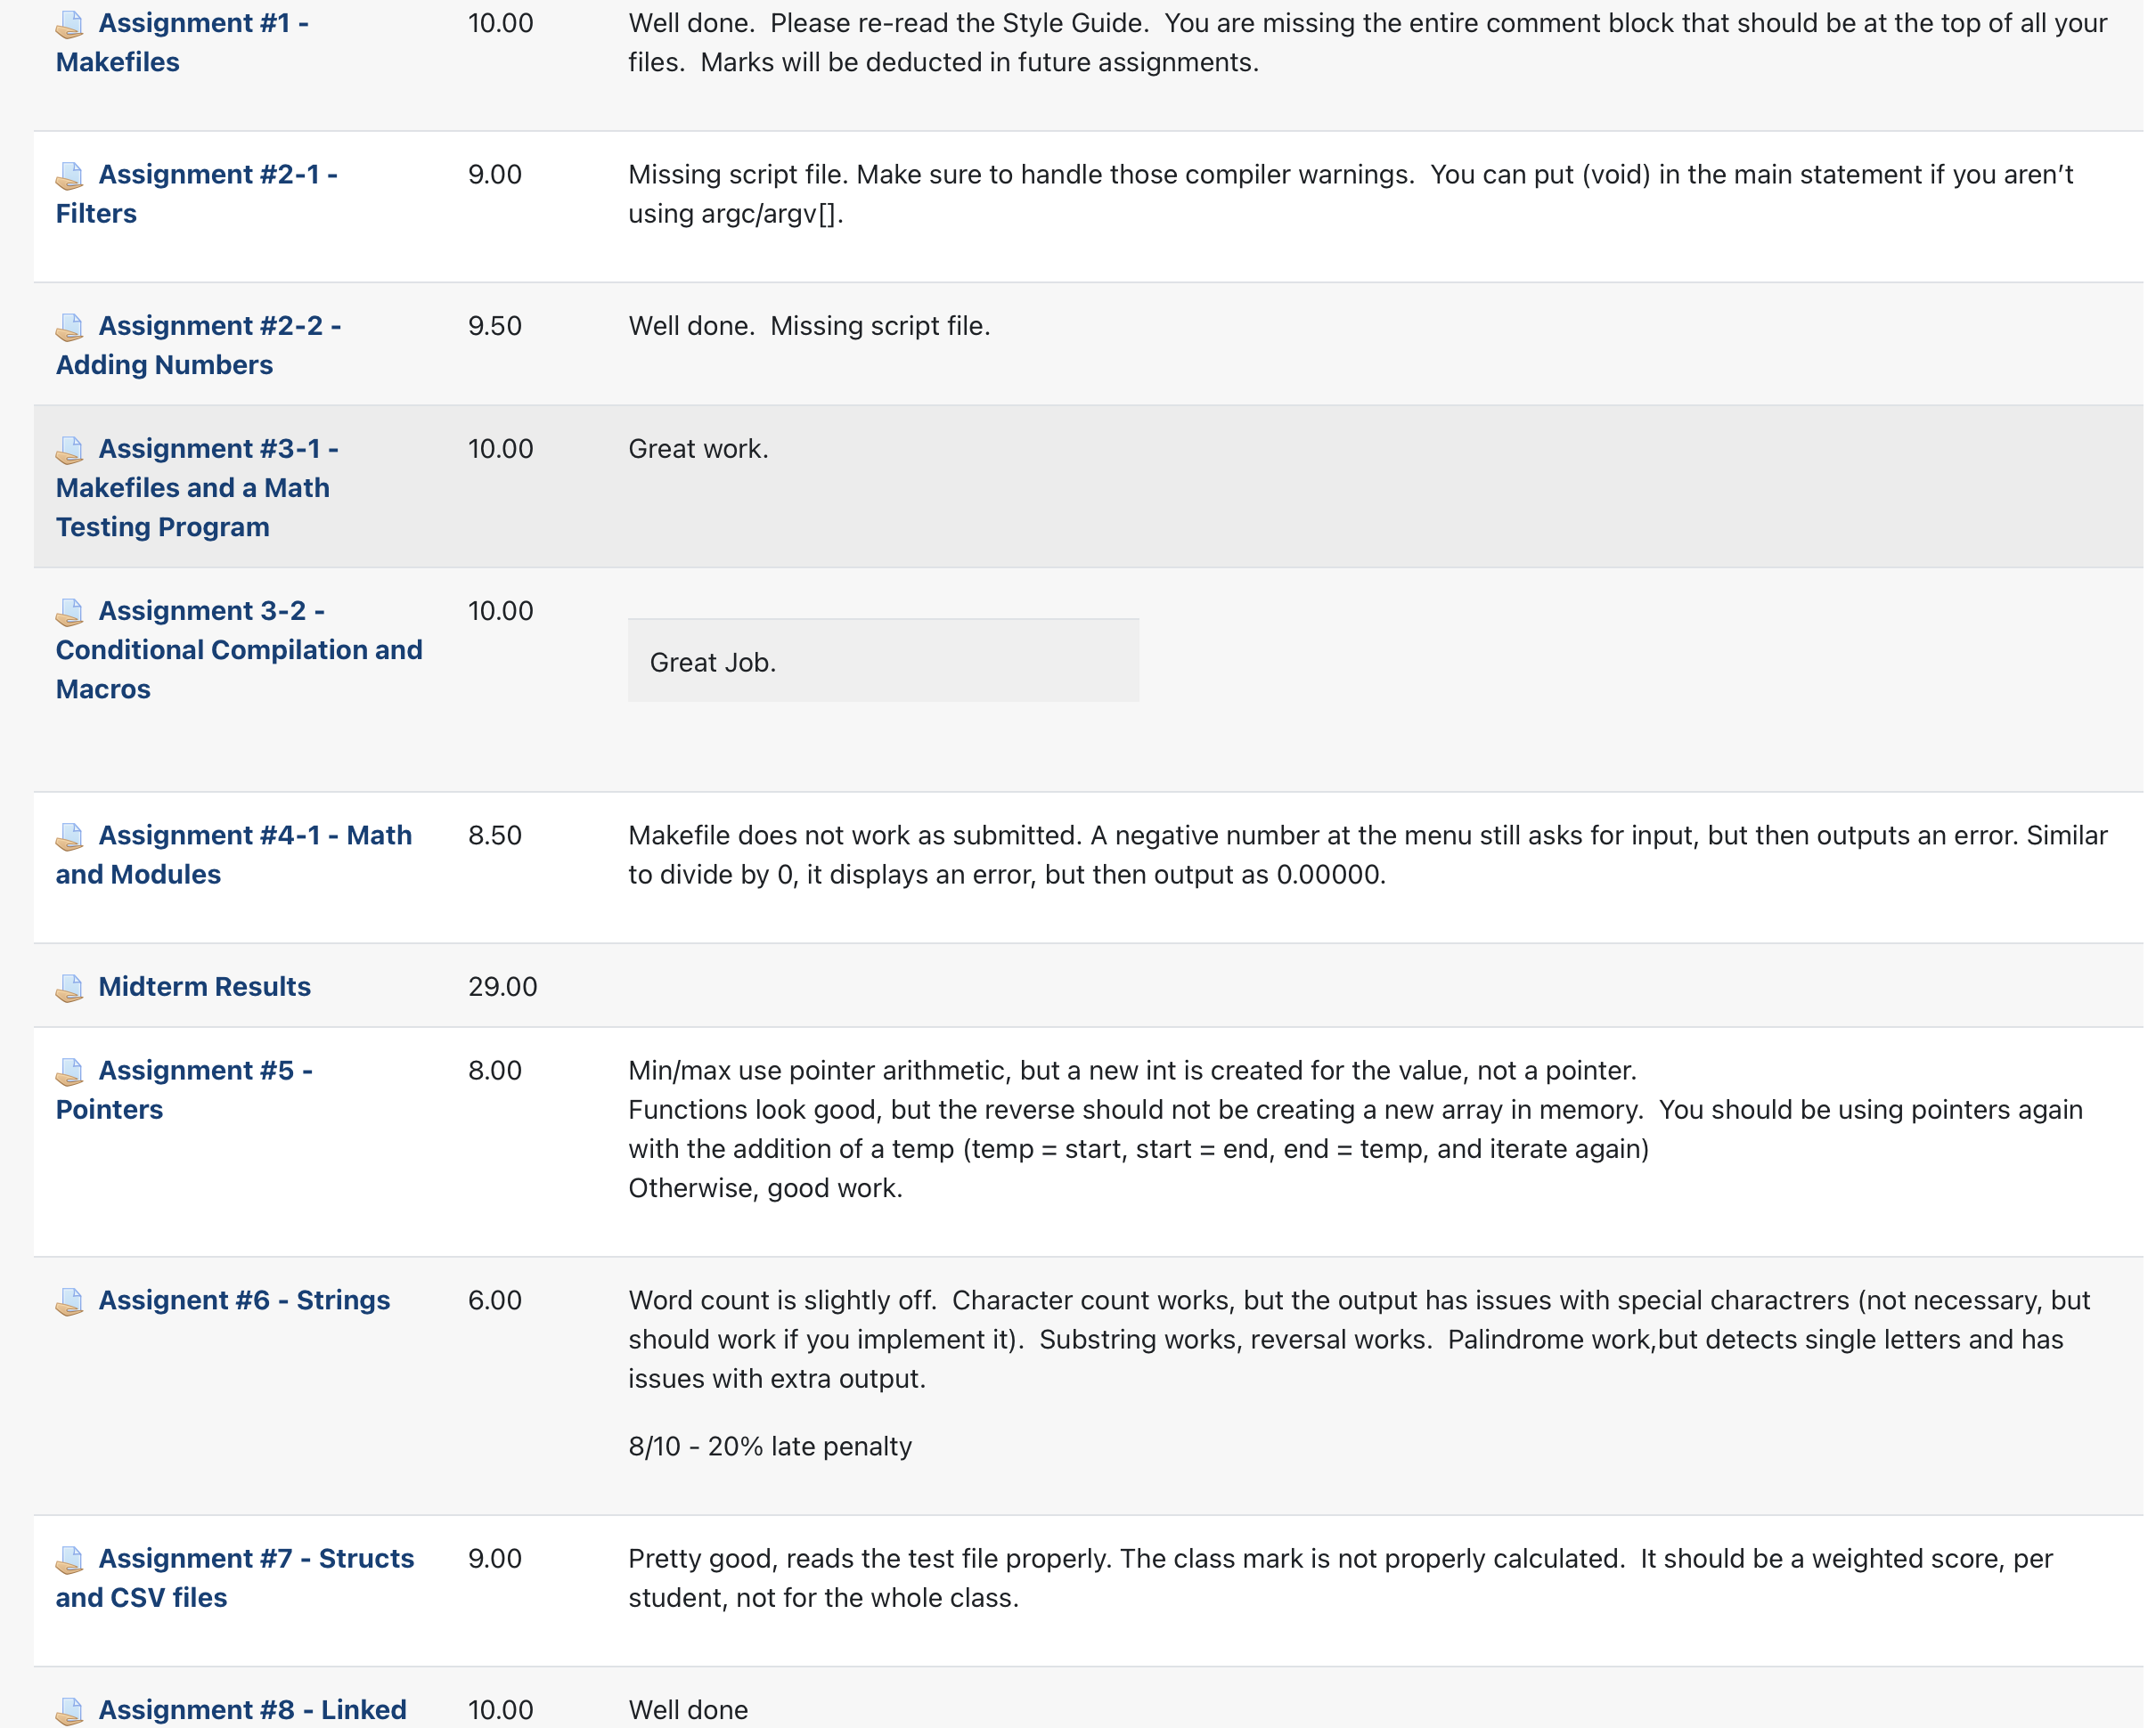 Assignment #1 - 10.00 Well done.  Please re-read the Style Guide.  You are missing the entire comment block that should be at the top of all your
Makefiles files.  Marks will be deducted in future assignments.
Assignment #2-1 - 9.00 Missing script file. Make sure to handle those compiler warnings.  You can put (void) in the main statement if you aren’t
Filters using argc/argv[].
Assignment #2-2 - 9.50 Well done.  Missing script file.
Adding Numbers
Assignment #3-1 - 10.00 Great work.
Makefiles and a Math
Testing Program
Assignment 3-2 - 10.00
Conditional Compilation and Great Job.
Macros
Assignment #4-1 - Math 8.50 Makefile does not work as submitted. A negative number at the menu still asks for input, but then outputs an error. Similar
and Modules to divide by 0, it displays an error, but then output as 0.00000.
Midterm Results 29.00
Assignment #5 - 8.00 Min/max use pointer arithmetic, but a new int is created for the value, not a pointer.
Pointers Functions look good, but the reverse should not be creating a new array in memory.  You should be using pointers again
with the addition of a temp (temp = start, start = end, end = temp, and iterate again)
Otherwise, good work.
Assignent #6 - Strings 6.00 Word count is slightly off.  Character count works, but the output has issues with special charactrers (not necessary, but
should work if you implement it).  Substring works, reversal works.  Palindrome work,but detects single letters and has
issues with extra output.
8/10 - 20% late penalty
Assignment #7 - Structs 9.00 Pretty good, reads the test file properly. The class mark is not properly calculated.  It should be a weighted score, per
and CSV files student, not for the whole class.
Assignment #8 - Linked 10.00 Well done